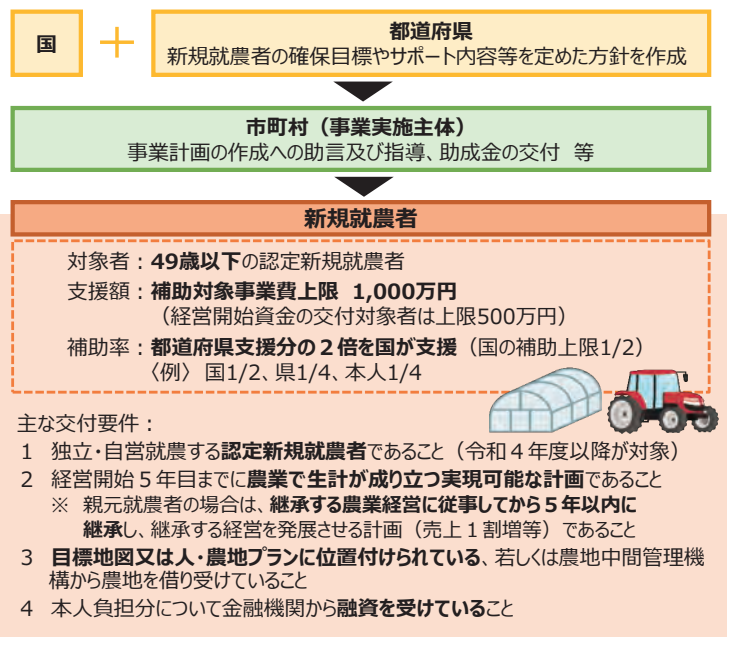 国
＋
都道府県
新規就農者の確保目標やサポート内容等を定めた方針を作成
市町村（事業実施主体）
事業計画の作成への助言及び指導、助成金の交付 等
新規就農者
対象者：49歳以下の認定新規就農者
支援額：補助対象事業費上限 1,000万円
（経営開始資金の交付対象者は上限500万円）
補助率：都道府県支援分の２倍を国が支援（国の補助上限1/2）
〈例〉国1/2、県1/4、本人1/4
主な交付要件：
1 独立・自営就農する認定新規就農者であること（令和４年度以降が対象）
2 経営開始５年目までに農業で生計が成り立つ実現可能な計画であること
※ 親元就農者の場合は、継承する農業経営に従事してから５年以内に
継承し、継承する経営を発展させる計画（売上１割増等）であること
3 目標地図又は人・農地プランに位置付けられている、若しくは農地中間管理機
構から農地を借り受けていること
4 本人負担分について金融機関から融資を受けていること